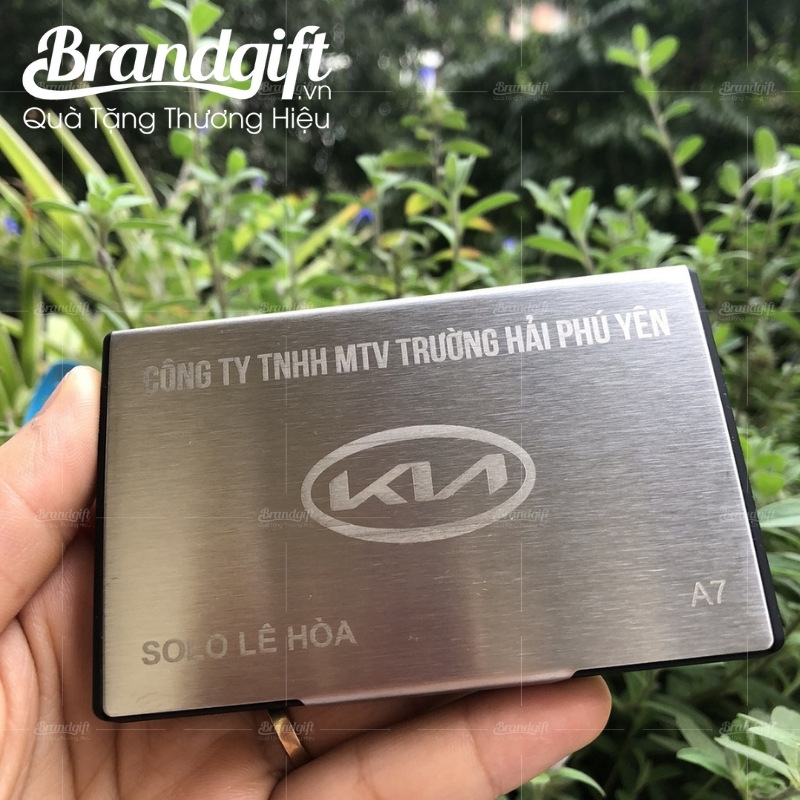 Brandgift
.vn
Quà Tặng Thương Hiệu
CÔNG TY TNHH MTV TRƯỜNG HẢI PHÚ YÊN
KIA
A7
SOLO LÊ HÒA